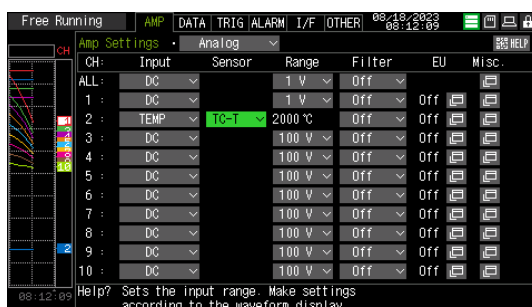 Free Running AMP DATA TRIG ALARM I/F OTHER 08/18/2023 08:12:09
CH Amp Settings · Analog HELP
CH: Input Sensor Range Filter EU Misc.
ALL: DC 1 V Off
1 : DC 1 V Off Off
2 : TEMP TC-T 2000 ℃ Off Off
3 : DC 100 V Off Off
4 : DC 100 V Off Off
5 : DC 100 V Off Off
6 : DC 100 V Off Off
7 : DC 100 V Off Off
8 : DC 100 V Off Off
2 9 : DC 100 V Off Off
10 : DC 100 V Off Off
08:12:09 Help? Sets the input range. Make settings
according to the waveform display